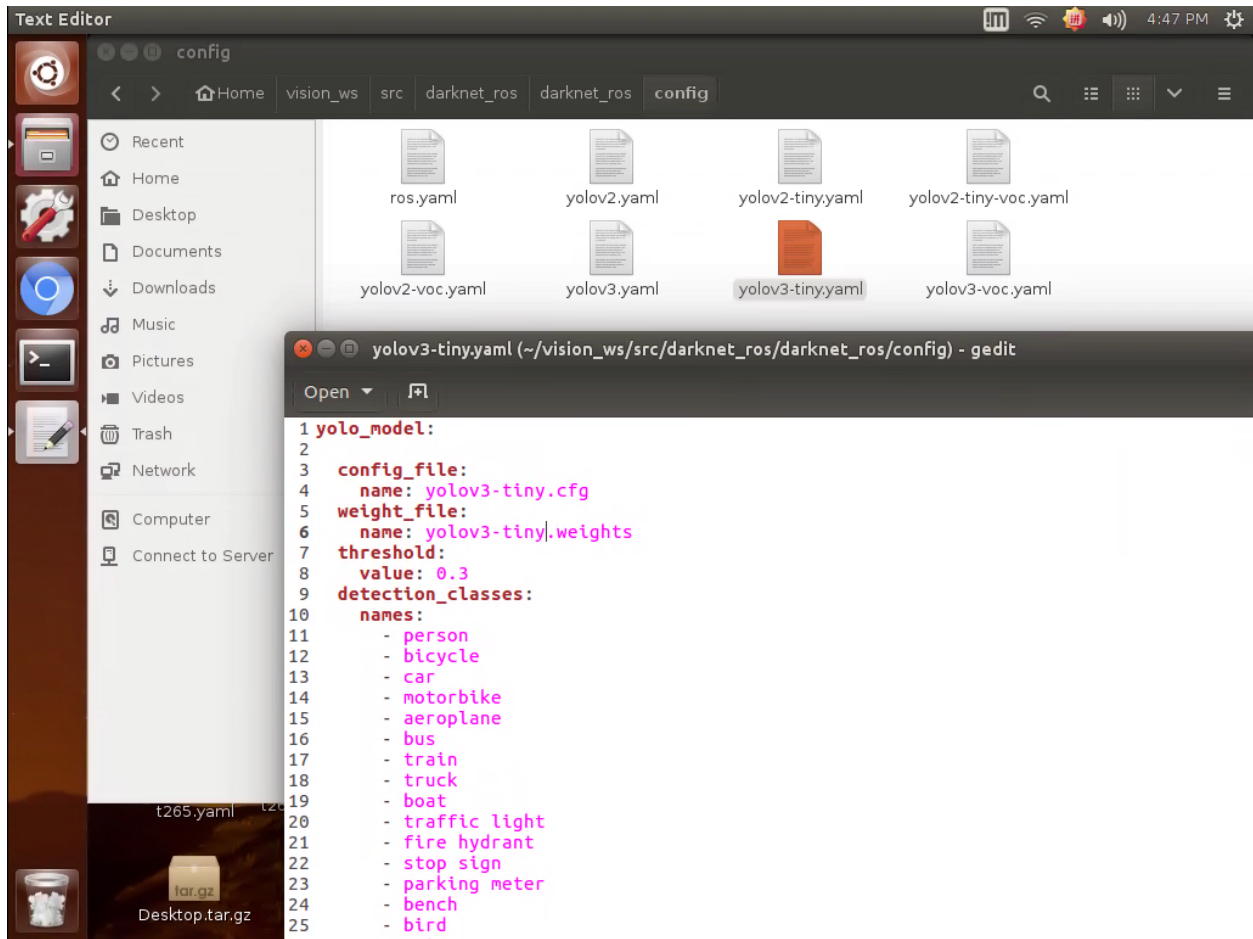 Text Editor
4:47 PM
config
Home vision_ws src darknet_ros darknet_ros config
Recent
Home
Desktop
Documents
Downloads
Music
Pictures
Videos
Trash
Network
Computer
Connect to Server
ros.yaml yolov2.yaml yolov2-tiny.yaml yolov2-tiny-voc.yaml
yolov2-voc.yaml yolov3.yaml yolov3-tiny.yaml yolov3-voc.yaml
yolov3-tiny.yaml (~/vision_ws/src/darknet_ros/darknet_ros/config) - gedit
Open
1 yolo_model:
2
3 config_file:
4 name: yolov3-tiny.cfg
5 weight_file:
6 name: yolov3-tiny.weights
7 threshold:
8 value: 0.3
9 detection_classes:
10 names:
11 - person
12 - bicycle
13 - car
14 - motorbike
15 - aeroplane
16 - bus
17 - train
18 - truck
19 - boat
20 - traffic light
21 - fire hydrant
22 - stop sign
23 - parking meter
24 - bench
25 - bird
t265.yaml
tar.gz
Desktop.tar.gz